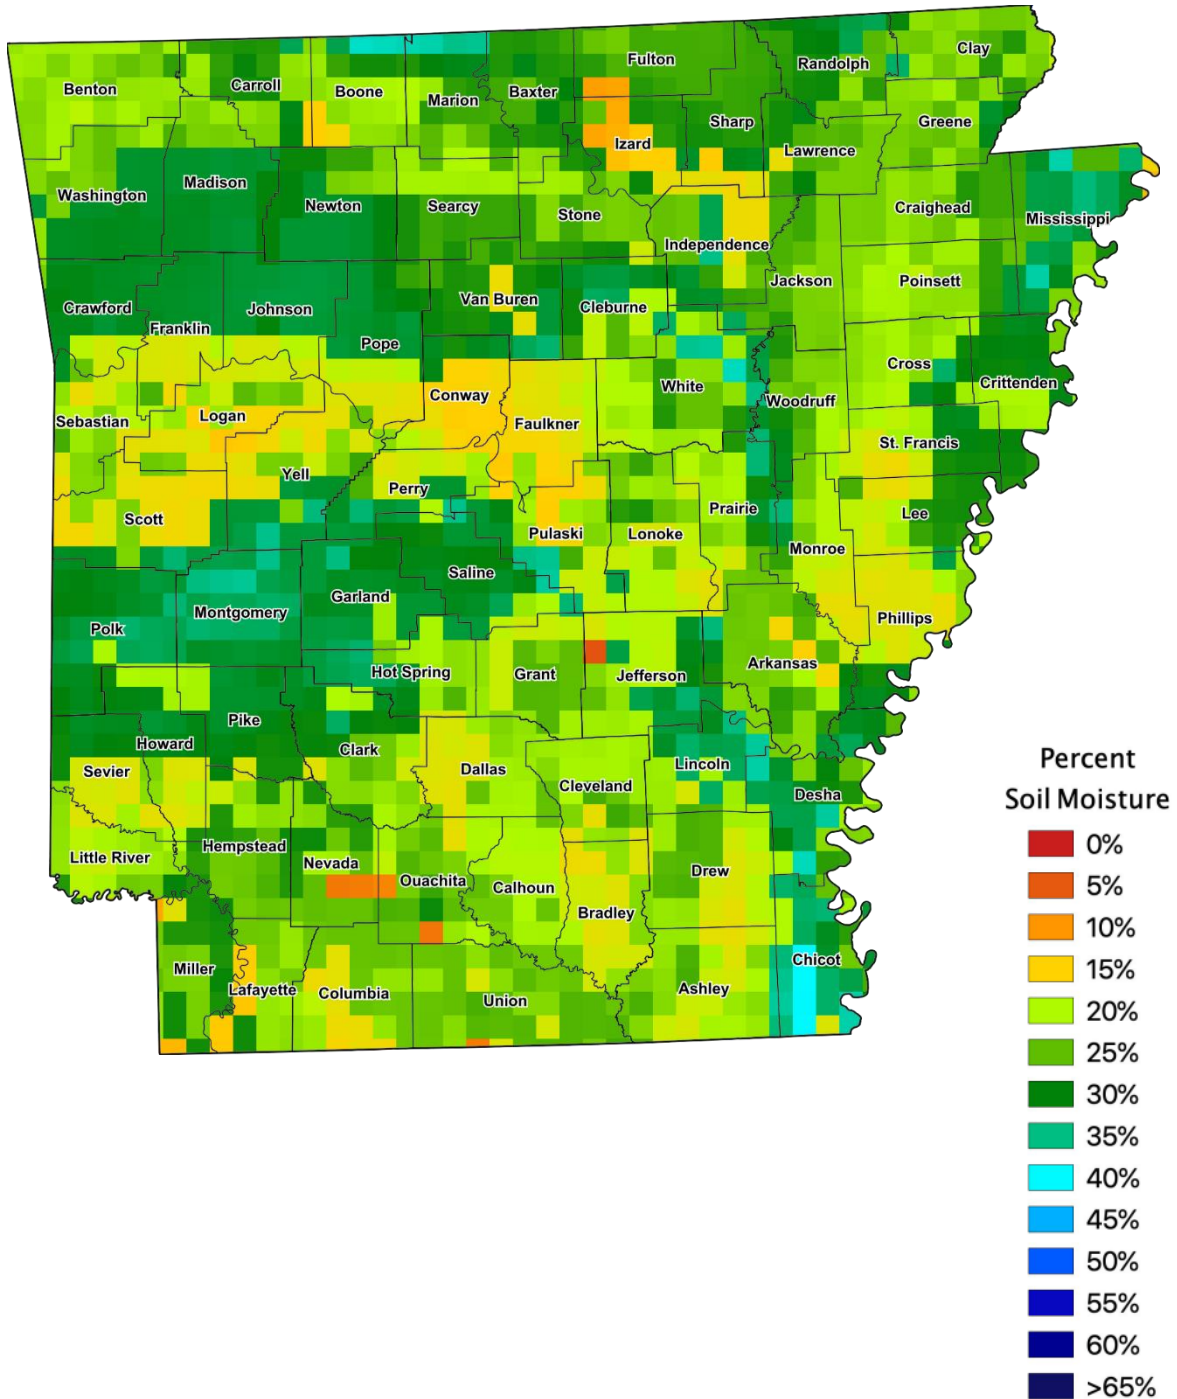 Clay
Fulton
Randolph
Carroll
Benton
Boone
Marion
Baxter
Sharp
Greene
Izard
Lawrence
Madison
Washington
Newton
Searcy
Stone
Craighead
Mississippi
Independence
Jackson
Poinsett
Van Buren
Crawford
Johnson
Cleburne
Franklin
Pope
Cross
Crittenden
White
Conway
Woodruff
Logan
Sebastian
Faulkner
St. Francis
Yell
Perry
Prairie
Lee
Scott
Pulaski
Lonoke
Monroe
Saline
Garland
Montgomery
Phillips
Polk
Arkansas
Hot Spring
Grant
Jefferson
Pike
Howard
Clark
Lincoln
Sevier
Dallas
Cleveland
Desha
Hempstead
Little River
Nevada
Drew
Ouachita
Calhoun
Bradley
Chicot
Miller
Lafayette
Columbia
Ashley
Union
Percent
Soil Moisture
0%
5%
10%
15%
20%
25%
30%
35%
40%
45%
50%
55%
60%
>65%